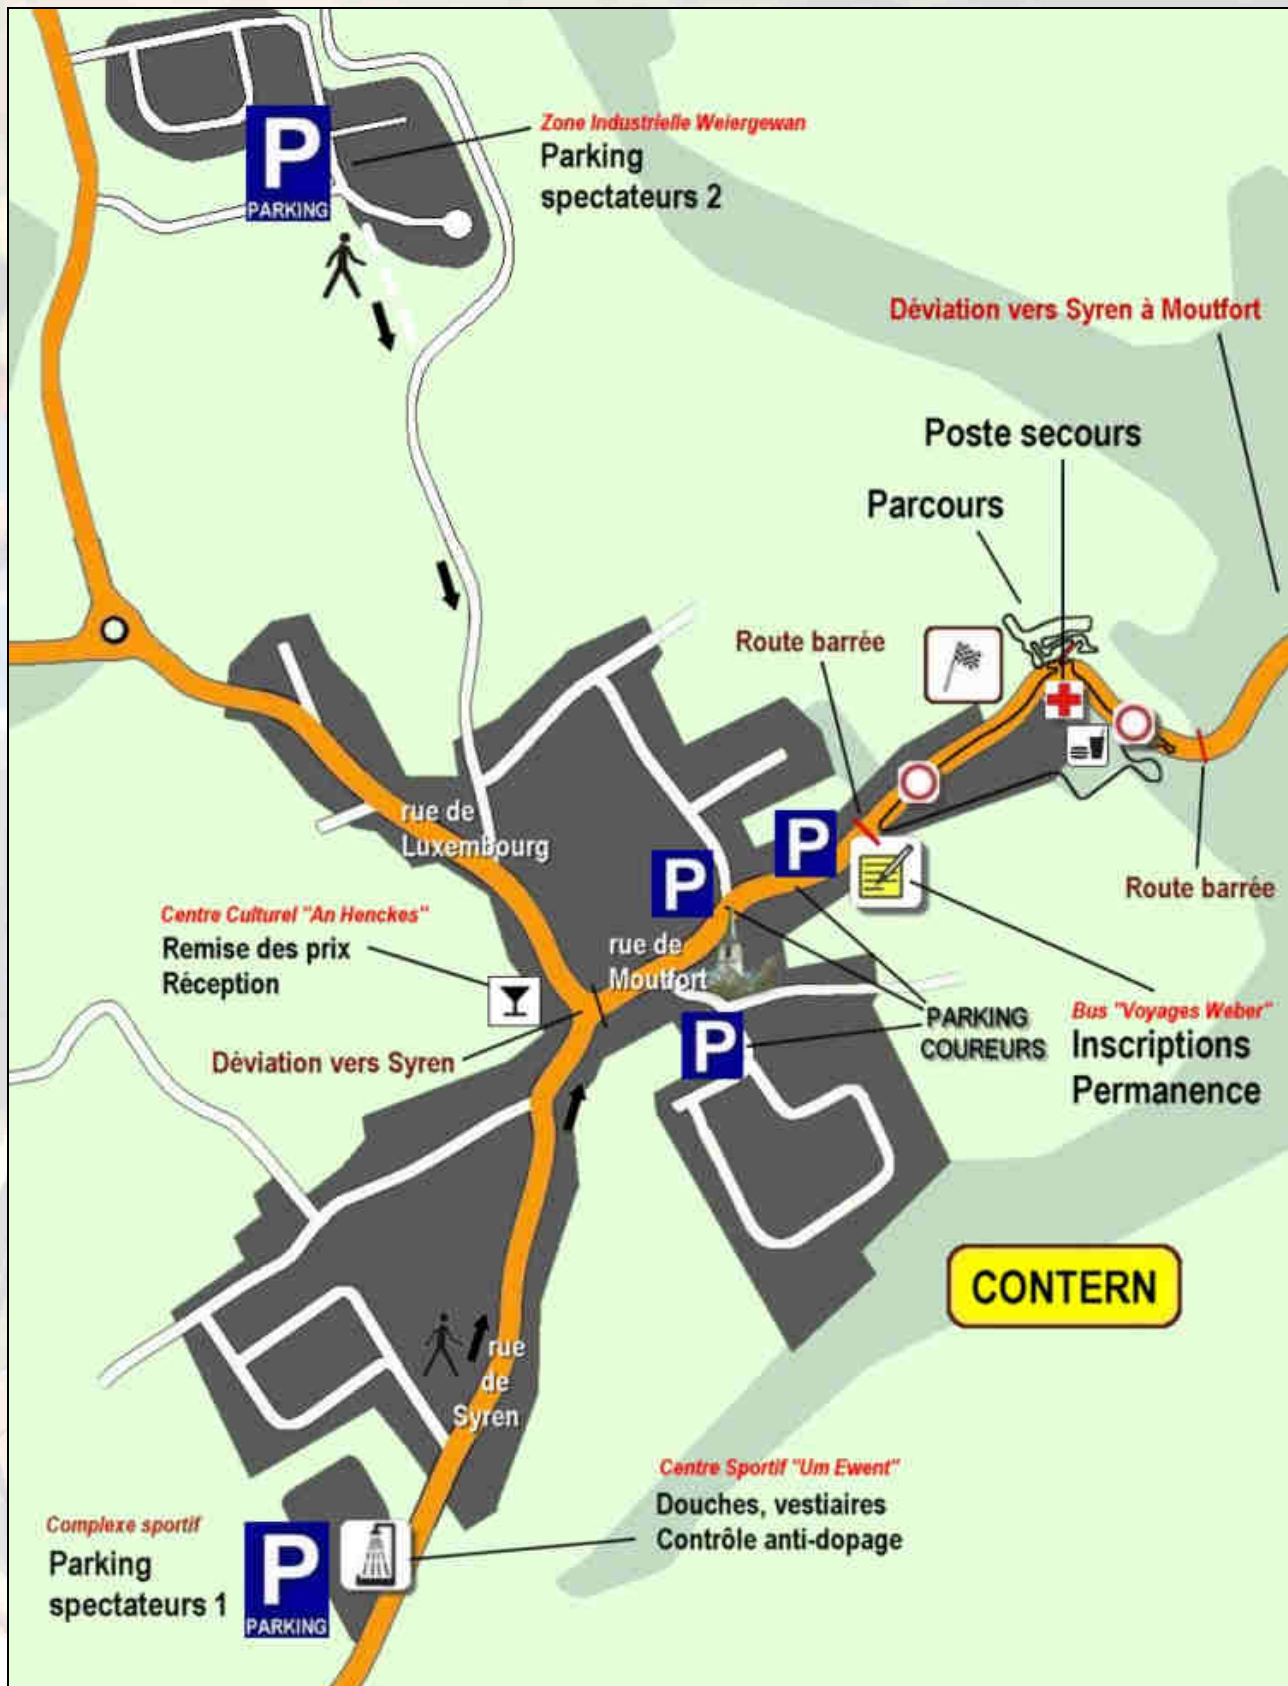 Zone Industrielle Weiergewan
Parking
spectateurs 2
P
PARKING
Déviation vers Syren à Moutfort
Poste secours
Parcours
Route barrée
rue de
Luxembourg
P
P
Route barrée
Centre Culturel "An Henckes"
Remise des prix
Réception
rue de
Moutfort
Bus "Voyages Weber"
Inscriptions
Permanence
PARKING
COUREURS
P
Déviation vers Syren
CONTERN
rue
de
Syren
Centre Sportif "Um Ewent"
Douches, vestiaires
Contrôle anti-dopage
Complexe sportif
Parking
spectateurs 1
P
PARKING